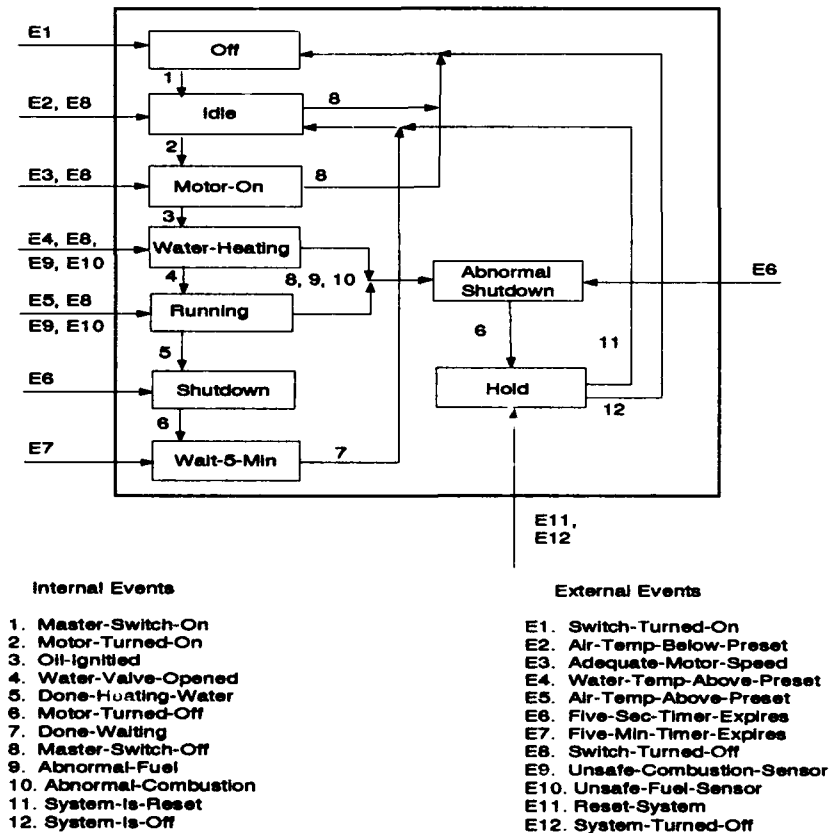 E1
Off
1
E2, E8
Idle
8
2
E3, E8
Motor-On
8
3
E4, E8,
E9, E10
Water-Heating
4
8, 9, 10
Abnormal
Shutdown
E6
E5, E8
E9, E10
Running
5
6
11
E6
Shutdown
Hold
12
6
E7
Wait-5-Min
7
E11,
E12
Internal Events
1. Master-Switch-On
2. Motor-Turned-On
3. Oil-Ignitied
4. Water-Valve-Opened
5. Done-Heating-Water
6. Motor-Turned-Off
7. Done-Waiting
8. Master-Switch-Off
9. Abnormal-Fuel
10. Abnormal-Combustion
11. System-Is-Reset
12. System-Is-Off
External Events
E1. Switch-Turned-On
E2. Air-Temp-Below-Preset
E3. Adequate-Motor-Speed
E4. Water-Temp-Above-Preset
E5. Air-Temp-Above-Preset
E6. Five-Sec-Timer-Expires
E7. Five-Min-Timer-Expires
E8. Switch-Turned-Off
E9. Unsafe-Combustion-Sensor
E10. Unsafe-Fuel-Sensor
E11. Reset-System
E12. System-Turned-Off